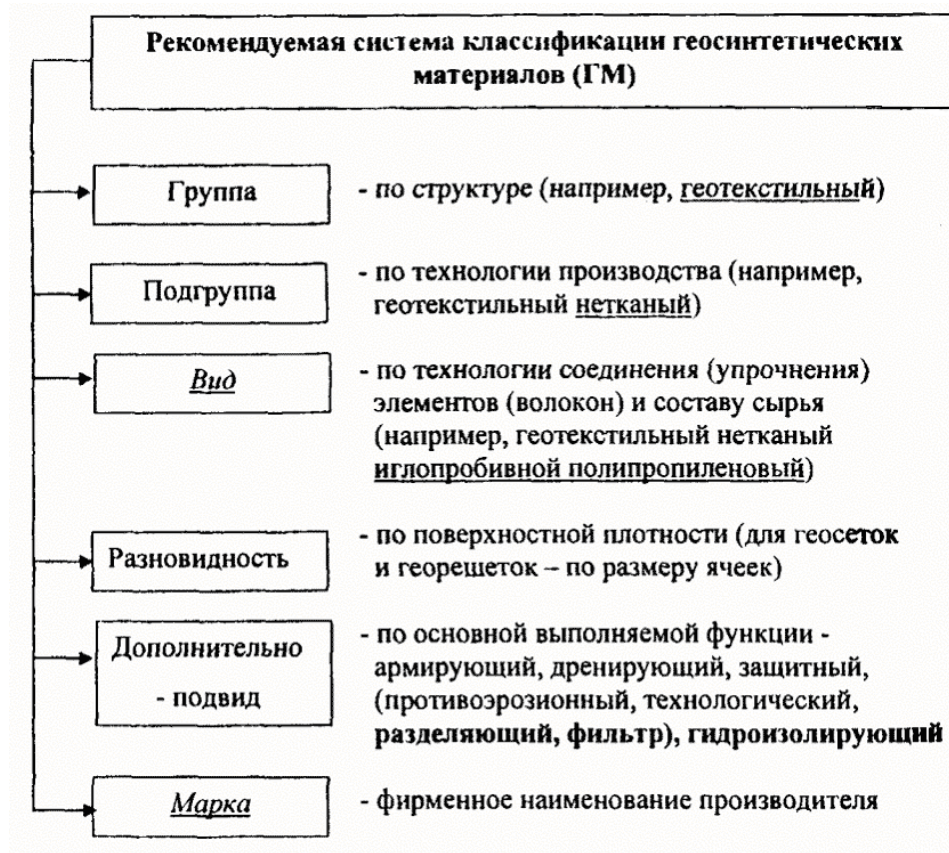 Рекомендуемая система классификации геосинтетических
материалов (ГМ)
Группа
- по структуре (например, геотекстильный)
Подгруппа
- по технологии производства (например,
геотекстильный нетканый)
Вид
- по технологии соединения (упрочнения)
элементов (волокон) и составу сырья
(например, геотекстильный нетканый
иглопробивной полипропиленовый)
Разновидность
- по поверхностной плотности (для геосеток
и георешеток – по размеру ячеек)
Дополнительно
- подвид
- по основной выполняемой функции -
армирующий, дренирующий, защитный,
(противоэрозионный, технологический,
разделяющий, фильтр), гидроизолирующий
Марка
- фирменное наименование производителя